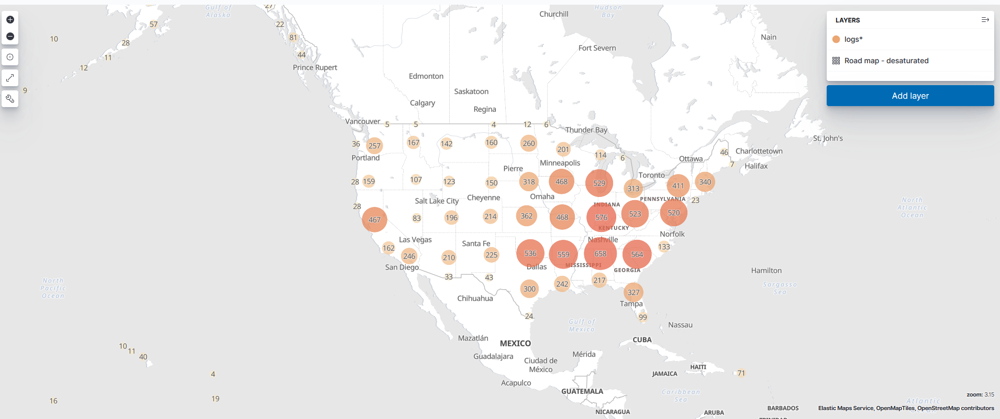 27
Gulf of
Alaska
Churchill
Hudson
Bay
LAYERS
57
22
81
10
28
logs*
Nain
44
11
Fort Severn
12
Prince Rupert
Road map - desaturated
Edmonton
9
Saskatoon
Add layer
Calgary
Regina
Vancouver
5
5
4
12
6
Thunder Bay
St. John's
36
257
167
142
160
260
201
114
6
46
Charlottetown
Portland
Ottawa
7
Halifax
Minneapolis
Pierre
Toronto
28
159
107
123
150
318
468
529
313
411
340
Salt Lake City
Cheyenne
Omaha
PENNSYLVANIA
23
28
INDIANA
North
Atlantic
Ocean
467
83
196
214
362
468
576
523
520
KENTUCKY
Norfolk
Las Vegas
Santa Fe
Nashville
162
246
210
225
536
559
658
564
133
San Diego
Dallas
MISSISSIPPI
GEORGIA
Hamilton
33
43
North
Pacific
Ocean
Sargasso
Sea
300
242
217
327
Chihuahua
Tampa
24
99
Gulf of
Mexico
Nassau
Mazatlán
MEXICO
CUBA
10
11
40
Guadalajara
Ciudad de
México
Mérida
4
HAITI
JAMAICA
71
Acapulco
GUATEMALA
Caribbean
Sea
16
19
zoom: 3.15
Atlantic
NICARAGUA
ARUBA
BARBADOS
Elastic Maps Service, OpenMapTiles, OpenStreetMap contributors